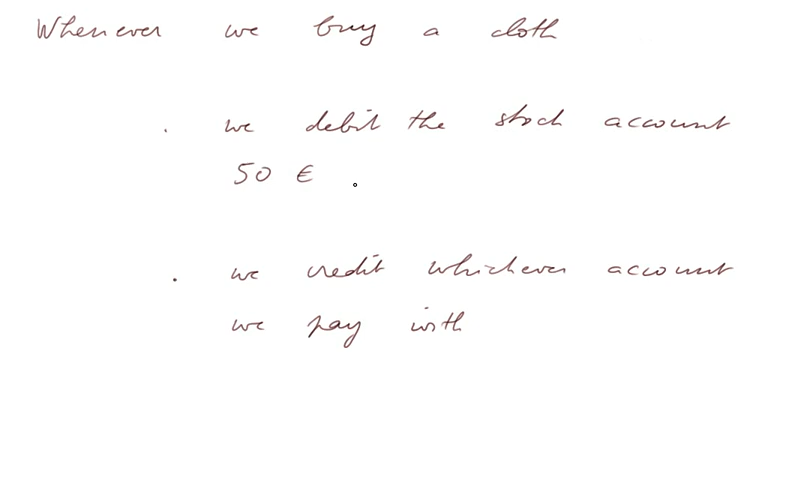 Whenever we buy a cloth
. we debit the stock account
50 €
. we credit whichever account
we pay with